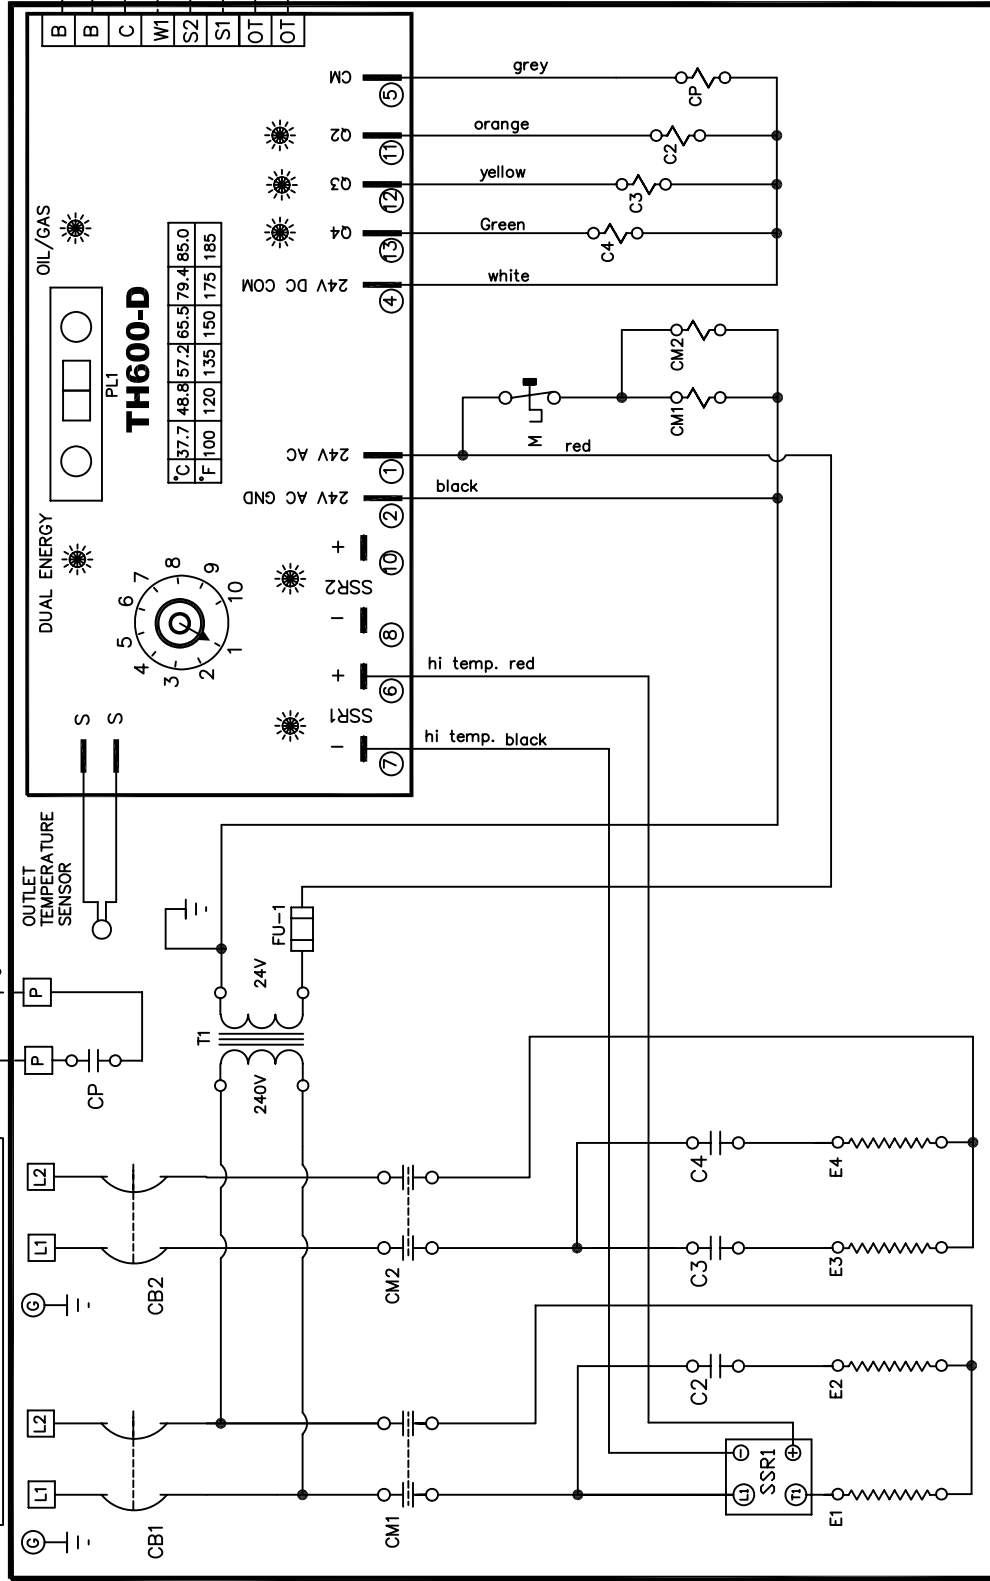 B
B
C
W1
S2
S1
OT
OT
OIL/GAS
PL1
DUAL ENERGY
TH600-D
°C 37.7 48.8 57.2 65.5 79.4 85.0
°F 100 120 135 150 175 185
1 2 3 4 5 6 7 8 9 10
S
S
OUTLET
TEMPERATURE
SENSOR
CM 5 grey CP
Q2 11 orange C2
Q3 12 yellow C3
Q4 13 Green C4
24V DC COM 4 white
CM2
CM1
M
24V AC 1 red
24V AC GND 2 black
+ 10
SSR2
- 8
+ 6 hi temp. red
SSR1
- 7 hi temp. black
P
P
CP
FU-1
24V
T1
240V
L2
L1
G
CB2
CM2
C4 E4
C3 E3
L2
L1
G
CB1
CM1
C2 E2
- +
SSR1
L1 T1
E1